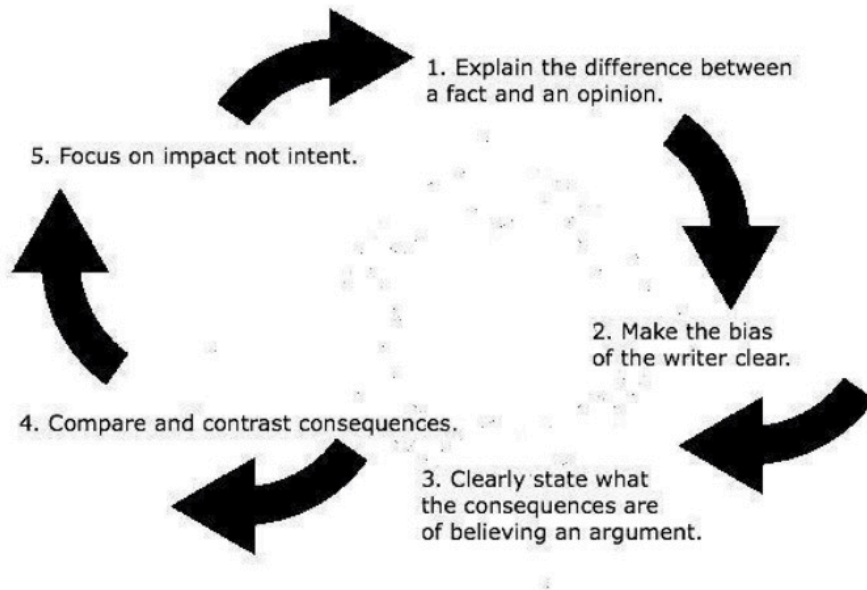 1. Explain the difference between
a fact and an opinion.
2. Make the bias
of the writer clear.
3. Clearly state what
the consequences are
of believing an argument.
4. Compare and contrast consequences.
5. Focus on impact not intent.